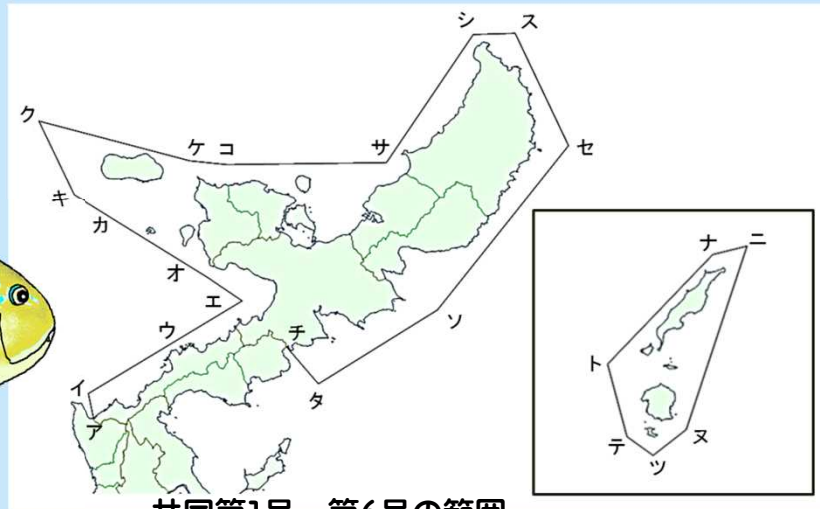 シ ス
ク
ケ コ サ セ
キ
カ
オ
エ
ウ チ ソ
イ タ
ア
ナ ニ
ト
テ ヌ
ツ